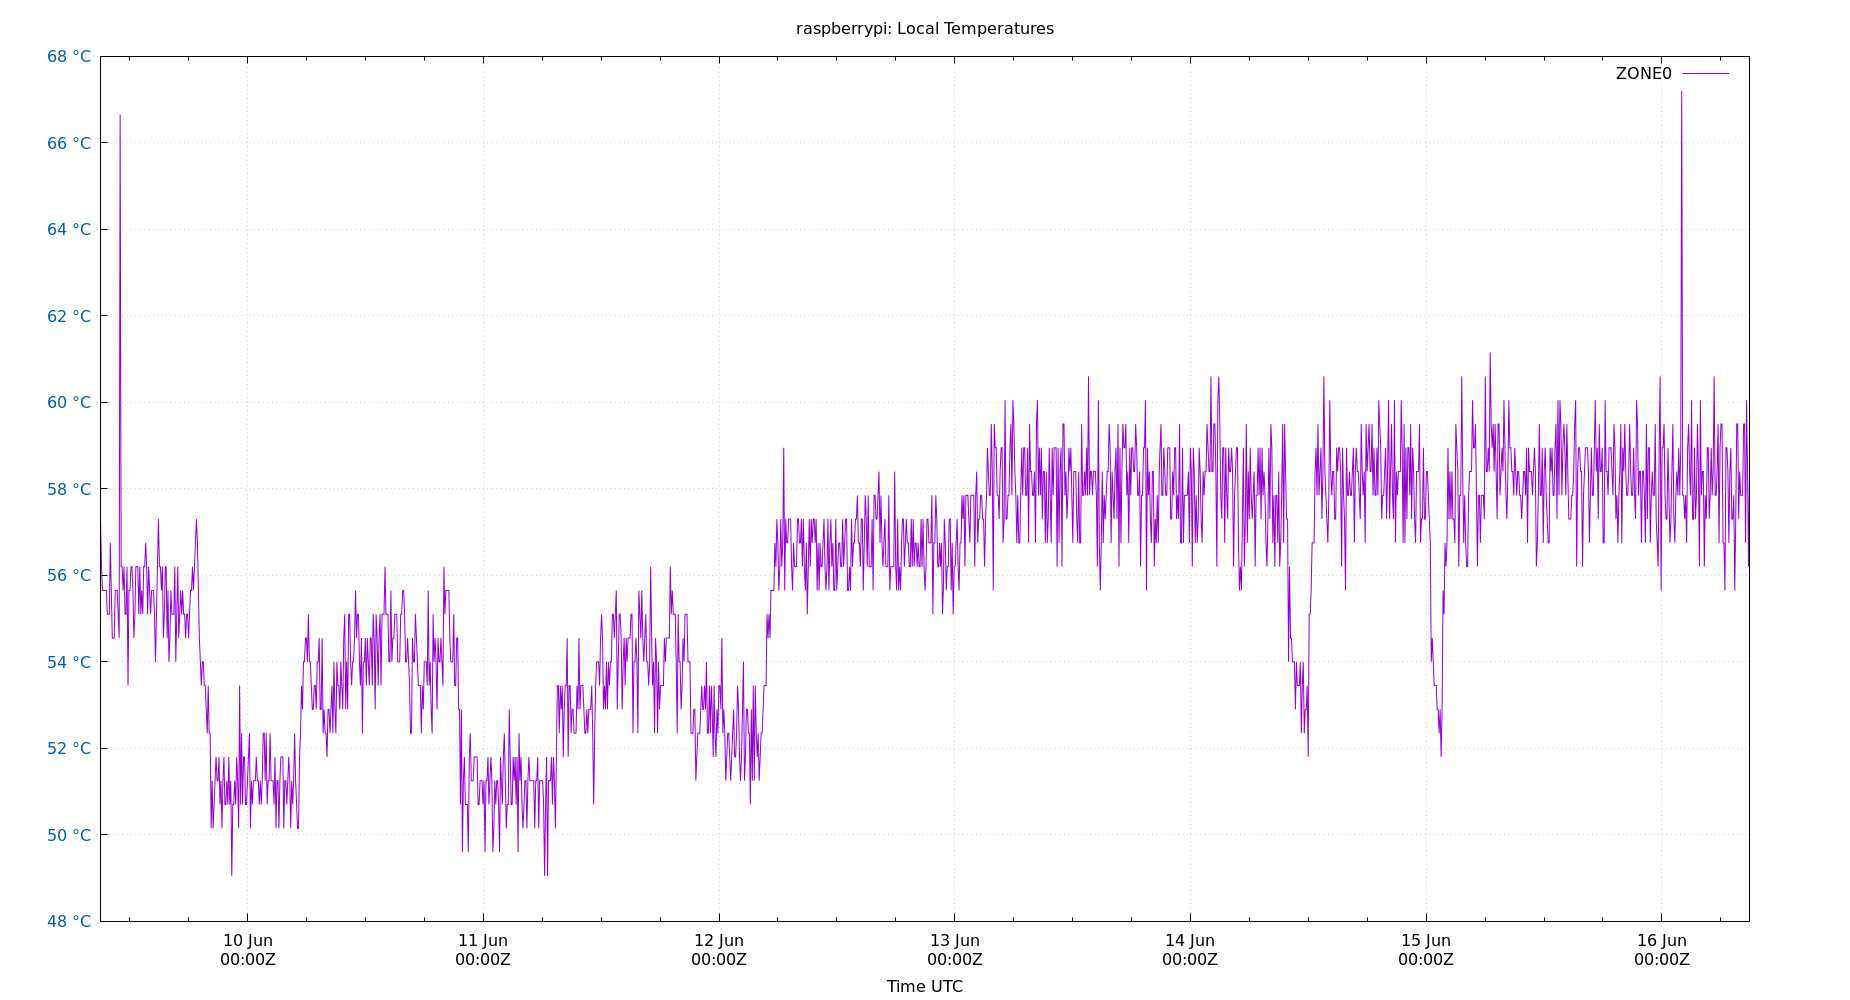 raspberrypi: Local Temperatures
68 °C
ZONE0
66 °C
64 °C
62 °C
60 °C
58 °C
56 °C
54 °C
52 °C
50 °C
48 °C
10 Jun 11 Jun 12 Jun 13 Jun 14 Jun 15 Jun 16 Jun
00:00Z 00:00Z 00:00Z 00:00Z 00:00Z 00:00Z 00:00Z
Time UTC